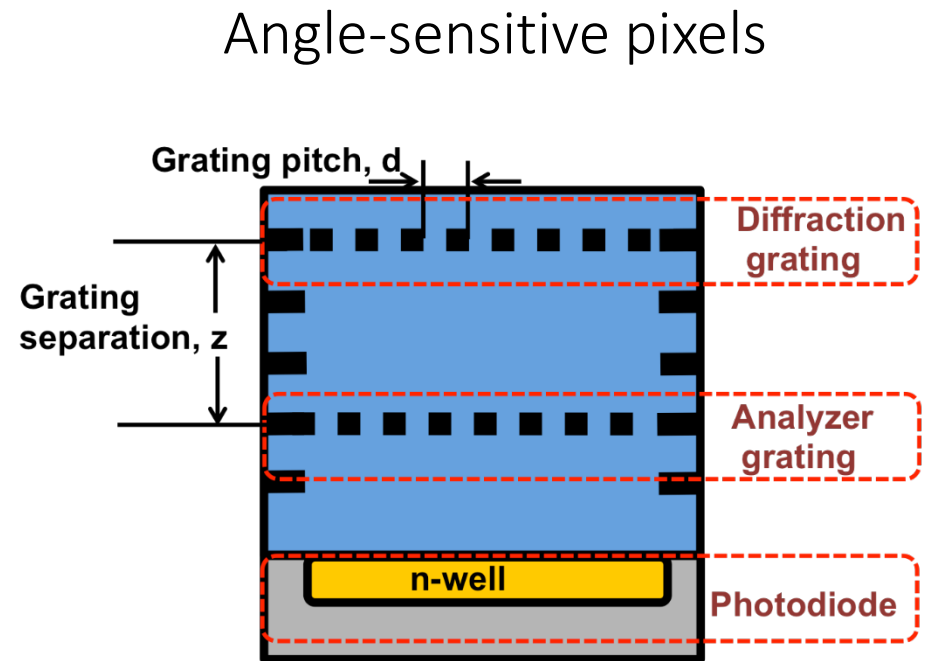 Angle-sensitive pixels
Grating pitch, d
Diffraction
grating
Grating
separation, z
Analyzer
grating
n-well
Photodiode